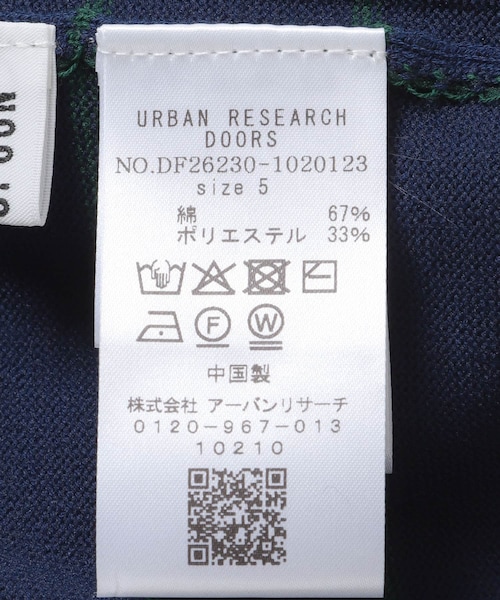 URBAN RESEARCH
DOORS
NO.DF26230-1020123
size 5
綿 67%
ポリエステル 33%
F W
中国製
株式会社 アーバンリサーチ
0120-967-013
10210